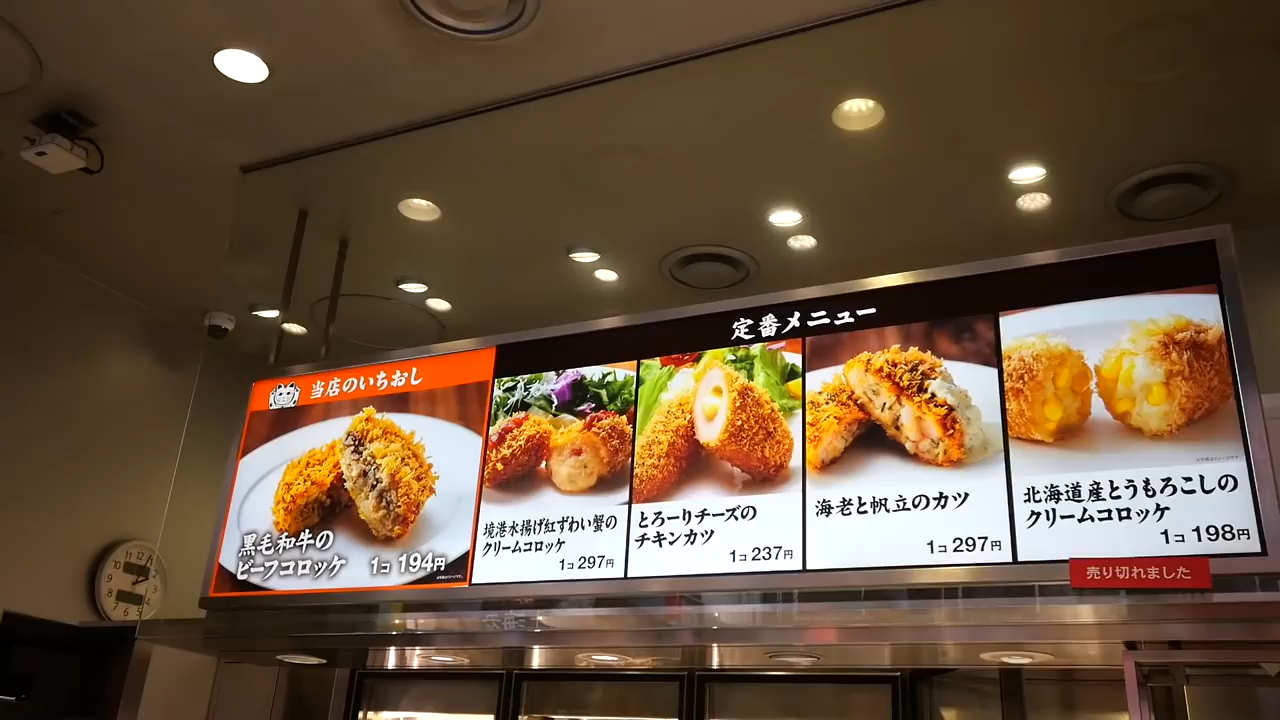 定番メニュー
当店のいちおし
黒毛和牛の
ビーフコロッケ
1コ 194円
境港水揚げ紅ずわい蟹の
クリームコロッケ
1コ 297円
とろーりチーズの
チキンカツ
1コ 237円
海老と帆立のカツ
1コ 297円
北海道産とうもろこしの
クリームコロッケ
1コ 198円
売り切れました